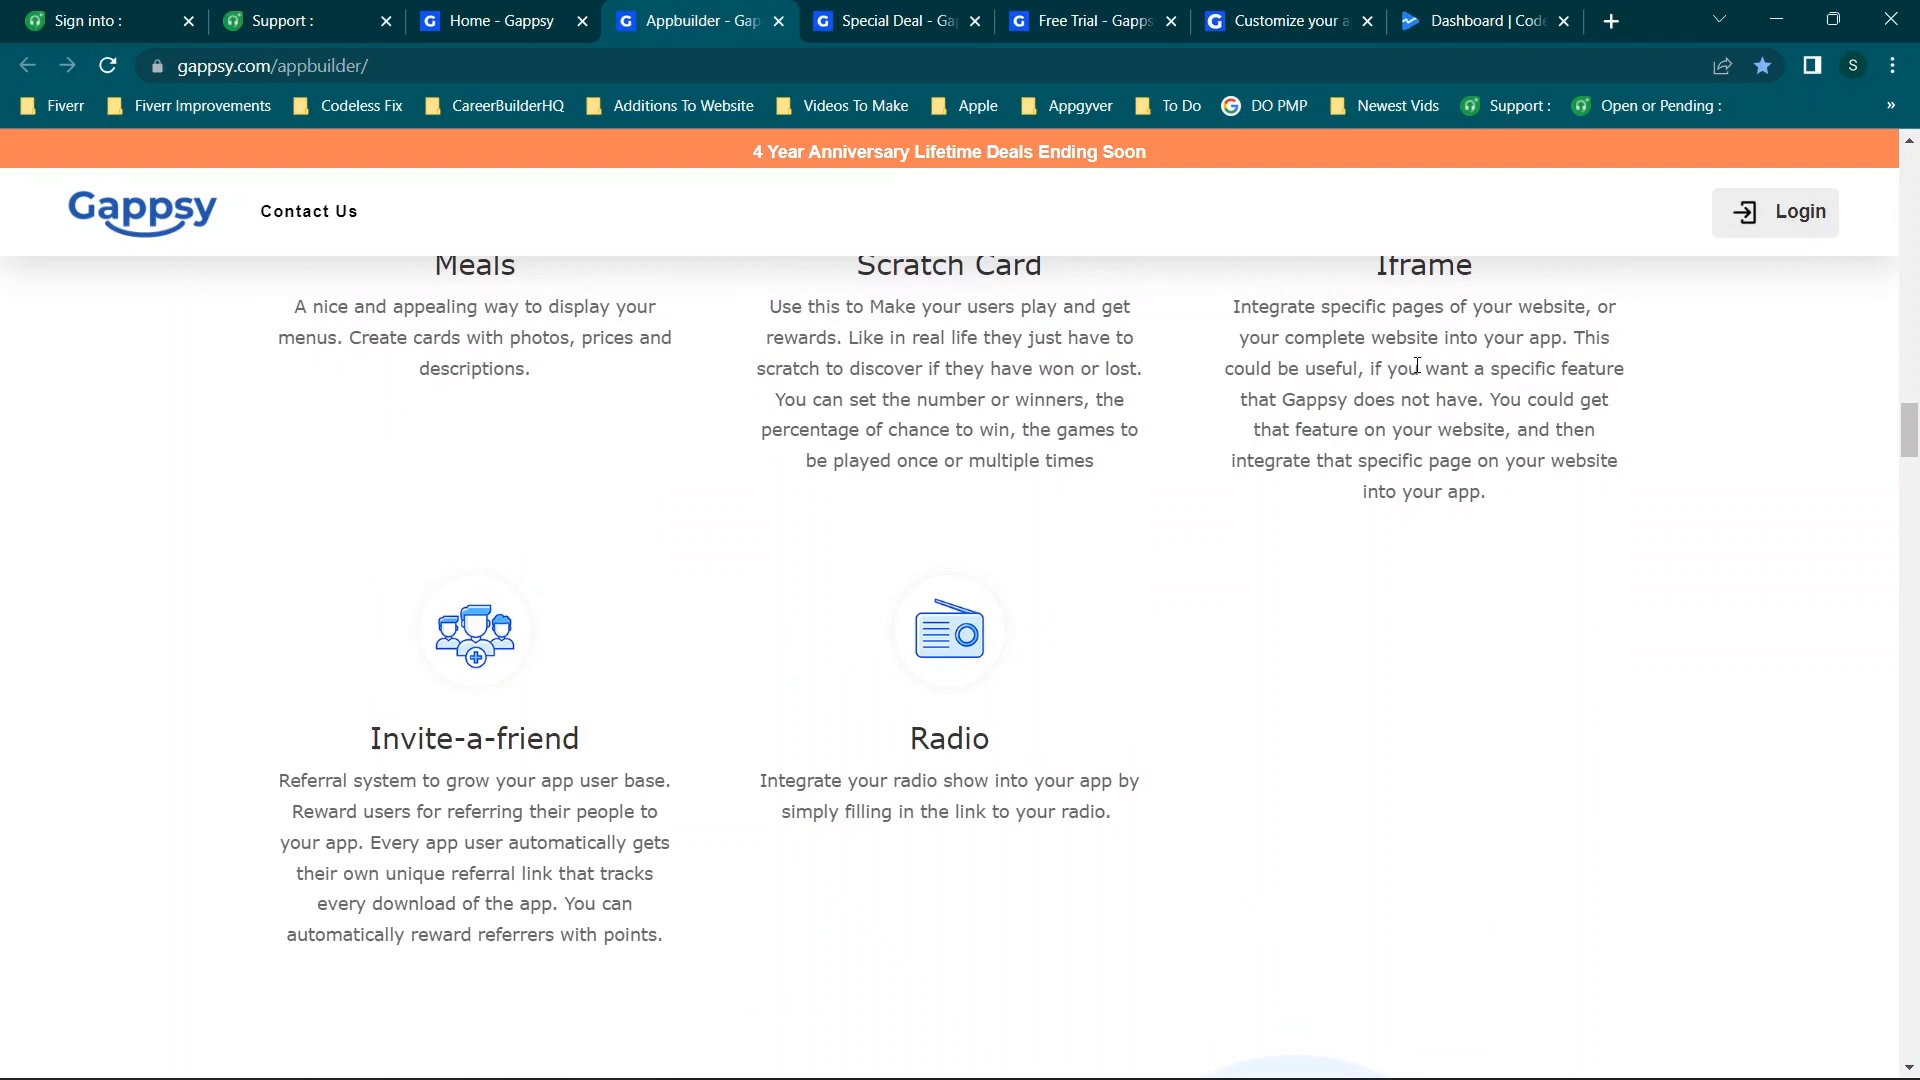 Sign into :
Support :
Home - Gappsy
Appbuilder - Gap
Special Deal - Ga
Free Trial - Gapps
Customize your a
Dashboard | Cod
gappsy.com/appbuilder/
S
Fiverr
Fiverr Improvements
Codeless Fix
CareerBuilderHQ
Additions To Website
Videos To Make
Apple
Appgyver
To Do
DO PMP
Newest Vids
Support :
Open or Pending :
»
4 Year Anniversary Lifetime Deals Ending Soon
Gappsy
Contact Us
Login
Meals
A nice and appealing way to display your
menus. Create cards with photos, prices and
descriptions.
Scratch Card
Use this to Make your users play and get
rewards. Like in real life they just have to
scratch to discover if they have won or lost.
You can set the number or winners, the
percentage of chance to win, the games to
be played once or multiple times
Iframe
Integrate specific pages of your website, or
your complete website into your app. This
could be useful, if you want a specific feature
that Gappsy does not have. You could get
that feature on your website, and then
integrate that specific page on your website
into your app.
Invite-a-friend
Referral system to grow your app user base.
Reward users for referring their people to
your app. Every app user automatically gets
their own unique referral link that tracks
every download of the app. You can
automatically reward referrers with points.
Radio
Integrate your radio show into your app by
simply filling in the link to your radio.